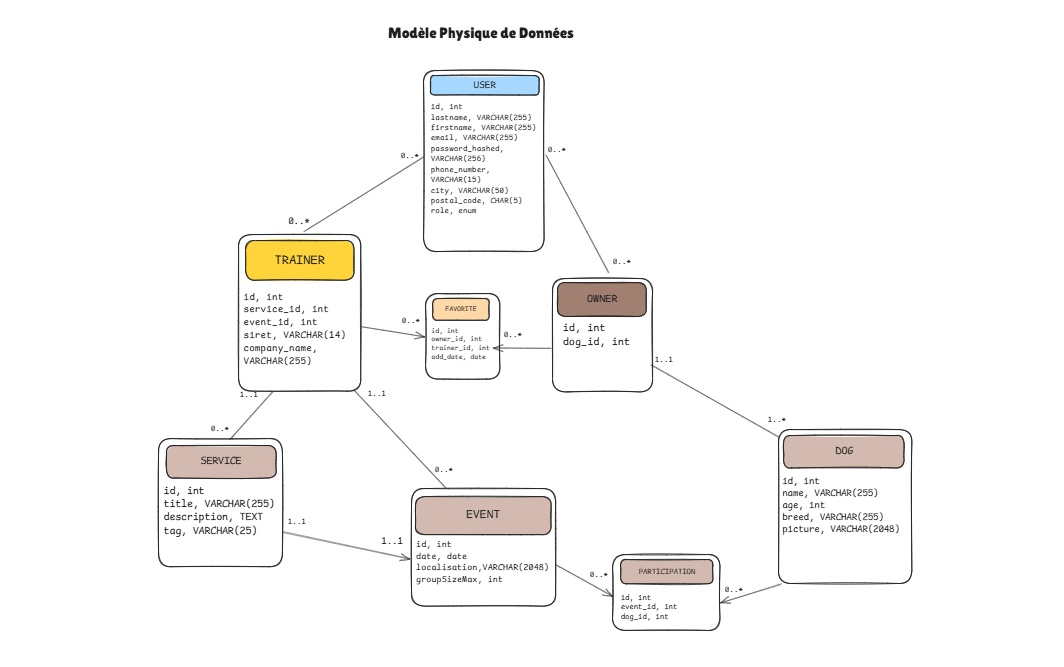 Modèle Physique de Données
USER
id, int
lastname, VARCHAR(255)
firstname, VARCHAR(255)
email, VARCHAR(255)
password_hashed,
VARCHAR(256)
phone_number,
VARCHAR(15)
city, VARCHAR(50)
postal_code, CHAR(5)
role, enum
0..*
0..*
0..*
0..*
TRAINER
id, int
service_id, int
event_id, int
siret, VARCHAR(14)
company_name,
VARCHAR(255)
FAVORITE
id, int
owner_id, int
trainer_id, int
add_date, date
0..*
0..*
OWNER
id, int
dog_id, int
1..1
1..*
1..1
0..*
1..1
0..*
SERVICE
id, int
title, VARCHAR(255)
description, TEXT
tag, VARCHAR(25)
1..1
1..1
EVENT
id, int
date, date
localisation,VARCHAR(2048)
groupSizeMax, int
DOG
id, int
name, VARCHAR(255)
age, int
breed, VARCHAR(255)
picture, VARCHAR(2048)
0..*
0..*
PARTICIPATION
id, int
event_id, int
dog_id, int